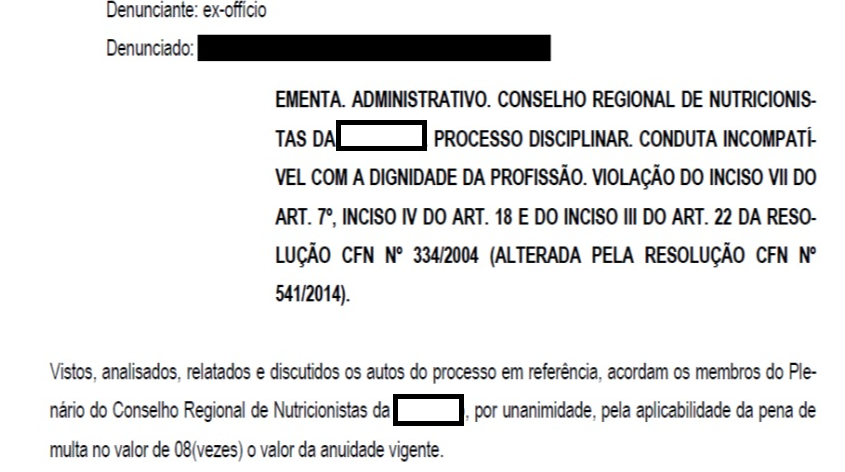 Denunciante: ex-offício
Denunciado:
EMENTA. ADMINISTRATIVO. CONSELHO REGIONAL DE NUTRICIONIS-
TAS DA PROCESSO DISCIPLINAR. CONDUTA INCOMPATÍ-
VEL COM A DIGNIDADE DA PROFISSÃO. VIOLAÇÃO DO INCISO VII DO
ART. 7º, INCISO IV DO ART. 18 E DO INCISO III DO ART. 22 DA RESO-
LUÇÃO CFN Nº 334/2004 (ALTERADA PELA RESOLUÇÃO CFN Nº
541/2014).
Vistos, analisados, relatados e discutidos os autos do processo em referência, acordam os membros do Ple-
nário do Conselho Regional de Nutricionistas da , por unanimidade, pela aplicabilidade da pena de
multa no valor de 08(vezes) o valor da anuidade vigente.